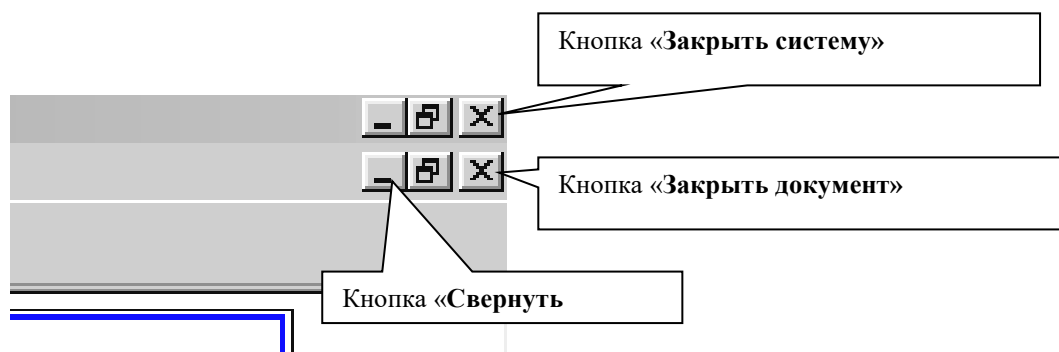 Кнопка «Закрыть систему»
Кнопка «Закрыть документ»
Кнопка «Свернуть